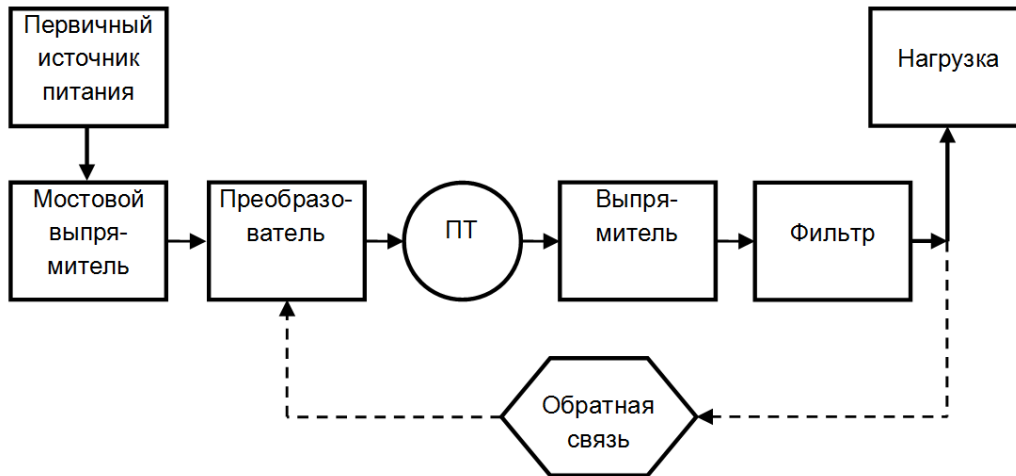 Первичный
источник
питания
Нагрузка
Мостовой
выпря-
митель
Преобразо-
ватель
ПТ
Выпря-
митель
Фильтр
Обратная
связь